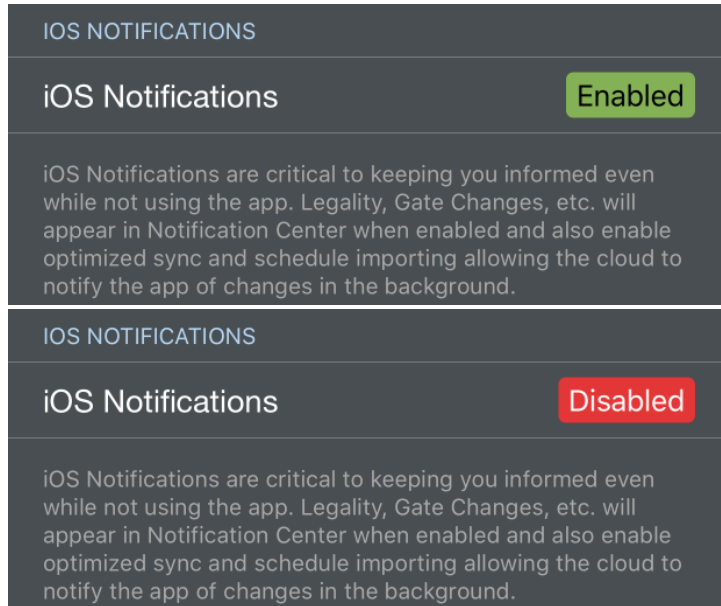 IOS NOTIFICATIONS
iOS Notifications Enabled
iOS Notifications are critical to keeping you informed even
while not using the app. Legality, Gate Changes, etc. will
appear in Notification Center when enabled and also enable
optimized sync and schedule importing allowing the cloud to
notify the app of changes in the background.
IOS NOTIFICATIONS
iOS Notifications Disabled
iOS Notifications are critical to keeping you informed even
while not using the app. Legality, Gate Changes, etc. will
appear in Notification Center when enabled and also enable
optimized sync and schedule importing allowing the cloud to
notify the app of changes in the background.